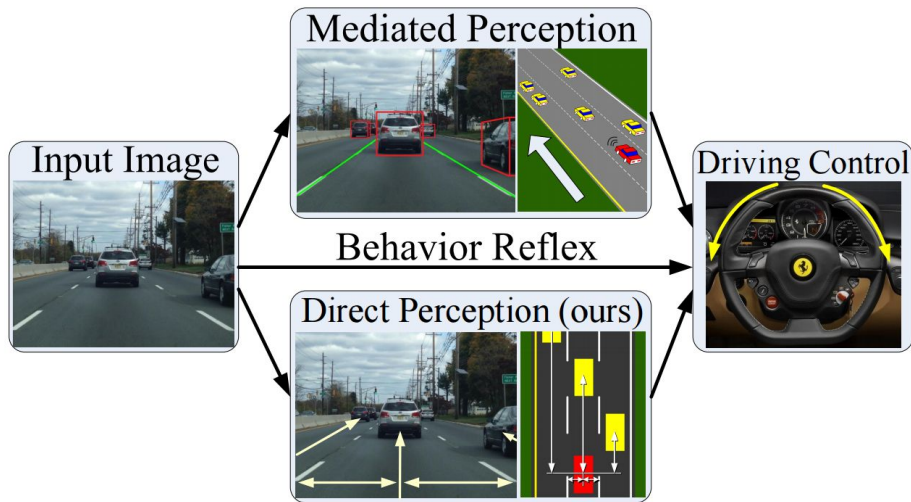 Mediated Perception
Input Image
Driving Control
Behavior Reflex
Direct Perception (ours)